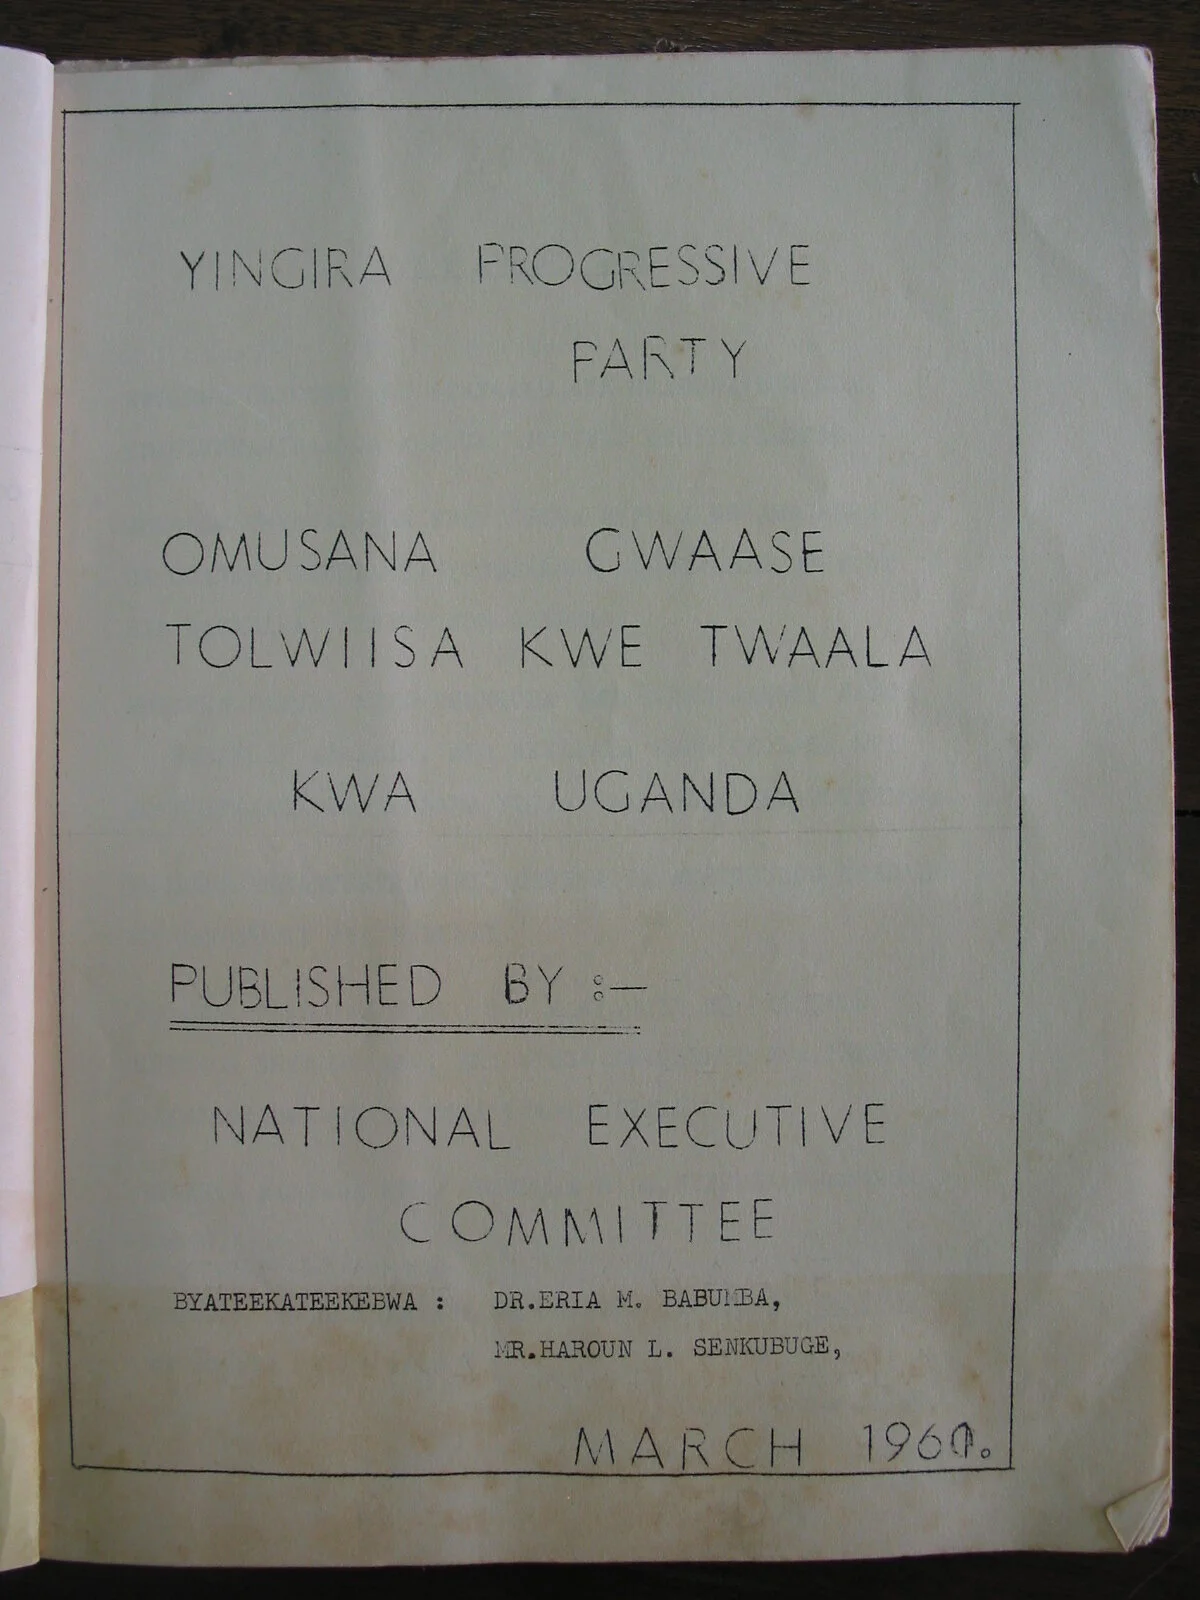 YINGIRA PROGRESSIVE
PARTY
OMUSANA GWAASE
TOLWIISA KWE TWAALA
KWA UGANDA
PUBLISHED BY :—
NATIONAL EXECUTIVE
COMMITTEE
BYATEEKATEEKEBWA : DR.ERIA M. BABUMBA,
MR.HAROUN L. SENKUBUGE,
MARCH